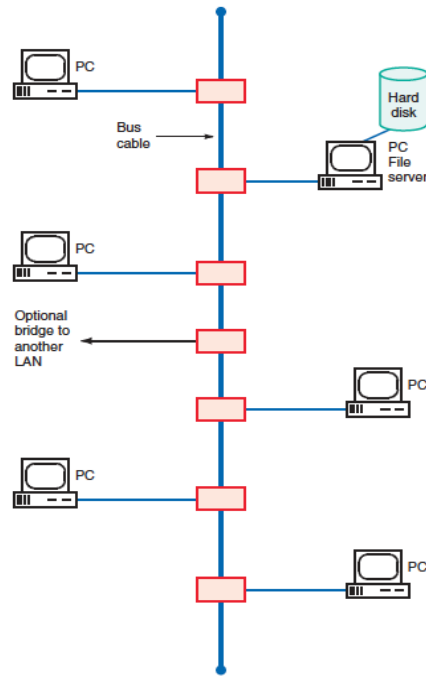 PC
Hard
disk
Bus
cable
PC
File
server
PC
Optional
bridge to
another
LAN
PC
PC
PC